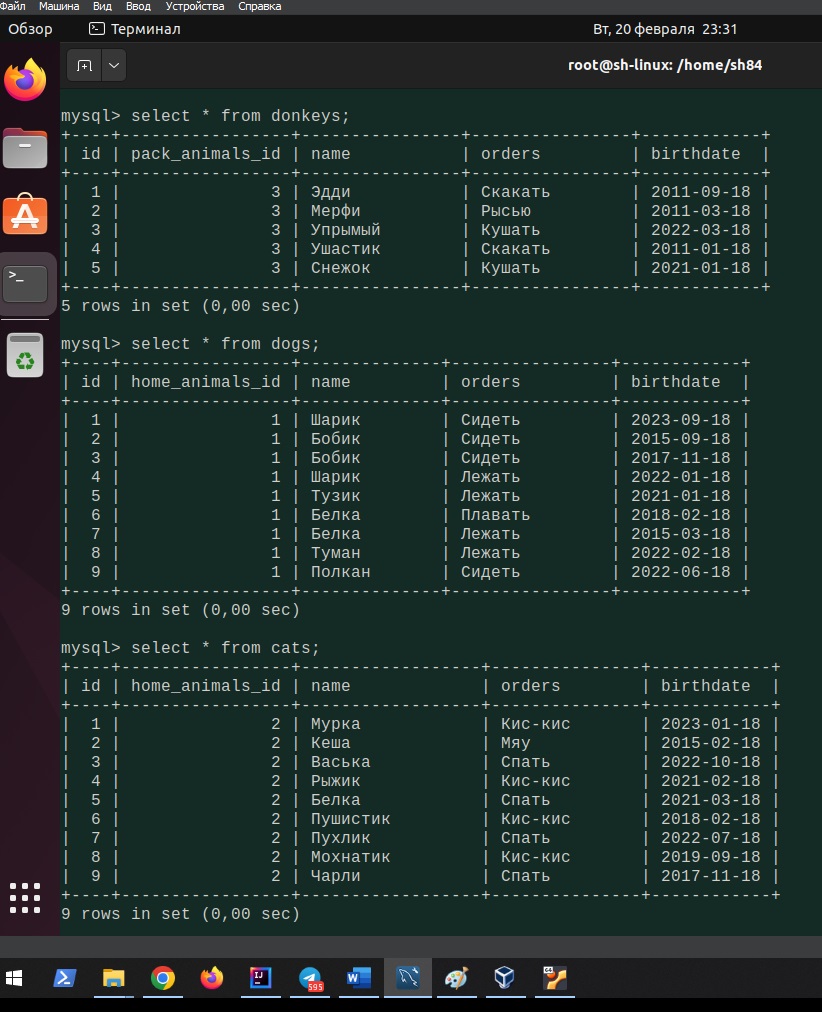 Файл Машина Вид Ввод Устройства Справка
Обзор Терминал Вт, 20 февраля 23:31
root@sh-linux: /home/sh84
mysql> select * from donkeys;
+----+-----------------+----------------+----------------+------------+
| id | pack_animals_id | name           | orders         | birthdate  |
+----+-----------------+----------------+----------------+------------+
|  1 |               3 | Эдди           | Скакать        | 2011-09-18 |
|  2 |               3 | Мерфи          | Рысью          | 2011-03-18 |
|  3 |               3 | Упрымый        | Кушать         | 2022-03-18 |
|  4 |               3 | Ушастик        | Скакать        | 2011-01-18 |
|  5 |               3 | Снежок         | Кушать         | 2021-01-18 |
+----+-----------------+----------------+----------------+------------+
5 rows in set (0,00 sec)
mysql> select * from dogs;
+----+-----------------+--------------+----------------+------------+
| id | home_animals_id | name         | orders         | birthdate  |
+----+-----------------+--------------+----------------+------------+
|  1 |               1 | Шарик        | Сидеть         | 2023-09-18 |
|  2 |               1 | Бобик        | Сидеть         | 2015-09-18 |
|  3 |               1 | Бобик        | Сидеть         | 2017-11-18 |
|  4 |               1 | Шарик        | Лежать         | 2022-01-18 |
|  5 |               1 | Тузик        | Лежать         | 2021-01-18 |
|  6 |               1 | Белка        | Плавать        | 2018-02-18 |
|  7 |               1 | Белка        | Лежать         | 2015-03-18 |
|  8 |               1 | Туман        | Лежать         | 2022-02-18 |
|  9 |               1 | Полкан       | Сидеть         | 2022-06-18 |
+----+-----------------+--------------+----------------+------------+
9 rows in set (0,00 sec)
mysql> select * from cats;
+----+-----------------+------------------+---------------+------------+
| id | home_animals_id | name             | orders        | birthdate  |
+----+-----------------+------------------+---------------+------------+
|  1 |               2 | Мурка            | Кис-кис       | 2023-01-18 |
|  2 |               2 | Кеша             | Мяу           | 2015-02-18 |
|  3 |               2 | Васька           | Спать         | 2022-10-18 |
|  4 |               2 | Рыжик            | Кис-кис       | 2021-02-18 |
|  5 |               2 | Белка            | Спать         | 2021-03-18 |
|  6 |               2 | Пушистик         | Кис-кис       | 2018-02-18 |
|  7 |               2 | Пухлик           | Спать         | 2022-07-18 |
|  8 |               2 | Мохнатик         | Кис-кис       | 2019-09-18 |
|  9 |               2 | Чарли            | Спать         | 2017-11-18 |
+----+-----------------+------------------+---------------+------------+
9 rows in set (0,00 sec)
IJ 595 W 64